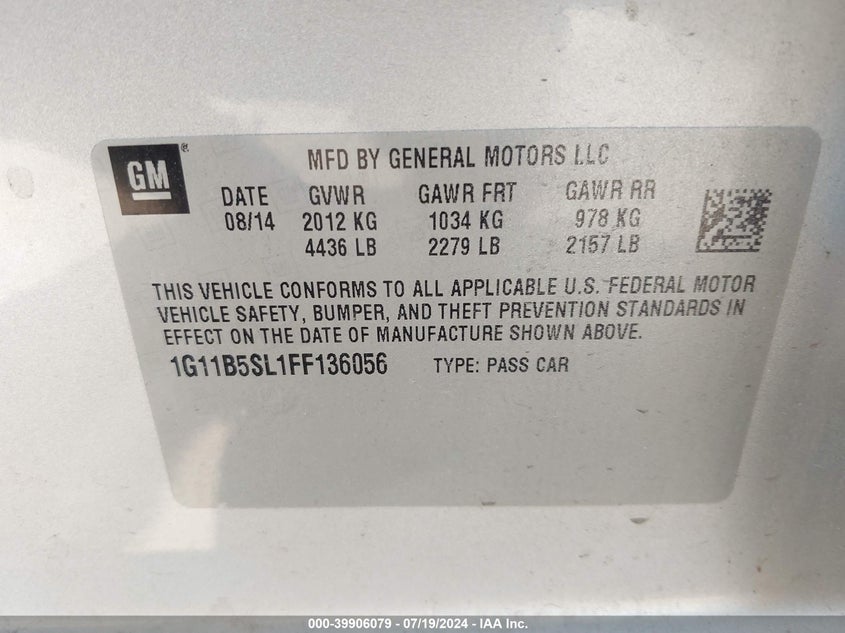 GM®
MFD BY GENERAL MOTORS LLC
DATE GVWR GAWR FRT GAWR RR
08/14 2012 KG 1034 KG 978 KG
4436 LB 2279 LB 2157 LB
THIS VEHICLE CONFORMS TO ALL APPLICABLE U.S. FEDERAL MOTOR
VEHICLE SAFETY, BUMPER, AND THEFT PREVENTION STANDARDS IN
EFFECT ON THE DATE OF MANUFACTURE SHOWN ABOVE.
1G11B5SL1FF136056 TYPE: PASS CAR
000-39906079 — 07/19/2024 — IAA Inc.